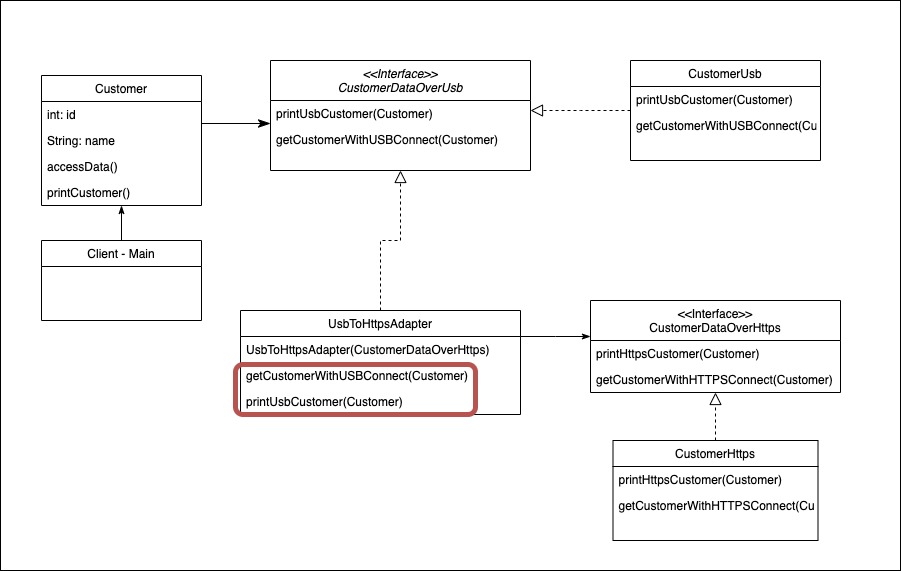 Customer
int: id
String: name
accessData()
printCustomer()
Client - Main
<<Interface>>
CustomerDataOverUsb
printUsbCustomer(Customer)
getCustomerWithUSBConnect(Customer)
CustomerUsb
printUsbCustomer(Customer)
getCustomerWithUSBConnect(Cu
UsbToHttpsAdapter
UsbToHttpsAdapter(CustomerDataOverHttps)
getCustomerWithUSBConnect(Customer)
printUsbCustomer(Customer)
<<Interface>>
CustomerDataOverHttps
printHttpsCustomer(Customer)
getCustomerWithHTTPSConnect(Customer)
CustomerHttps
printHttpsCustomer(Customer)
getCustomerWithHTTPSConnect(Cu